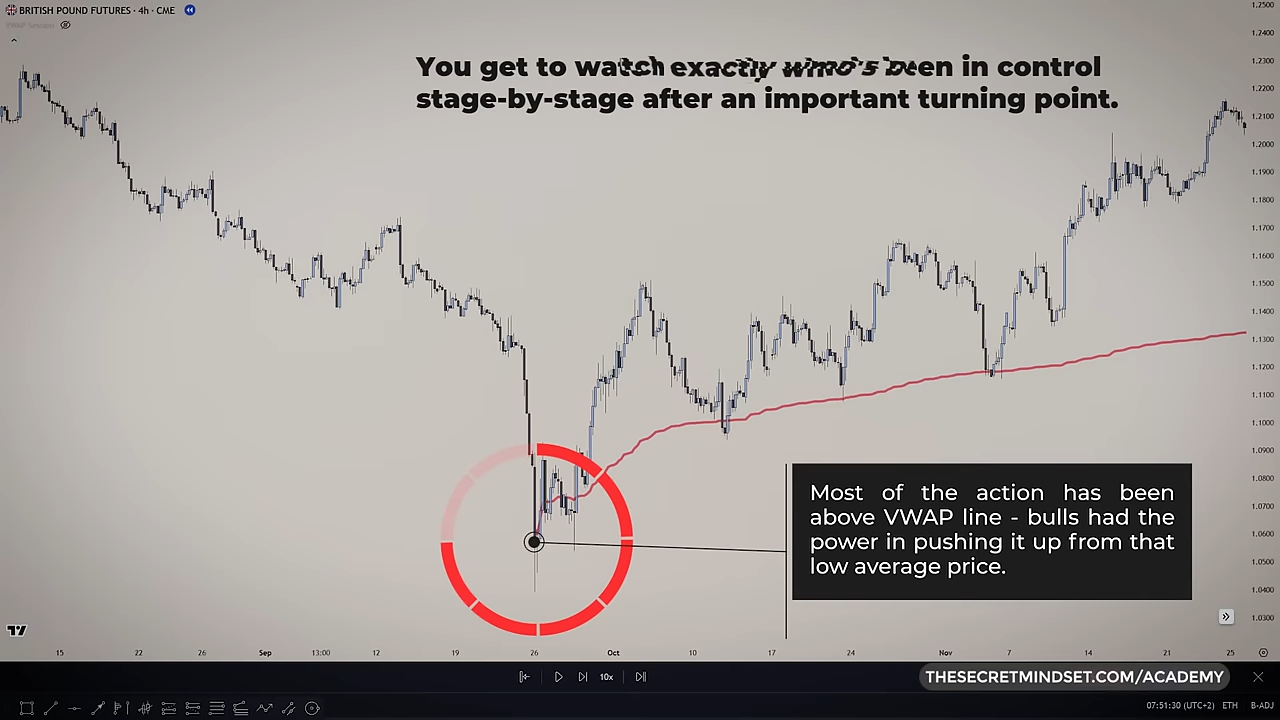 BRITISH POUND FUTURES · 4h · CME
You get to watch exactly who's been in control
stage-by-stage after an important turning point.
Most of the action has been
above VWAP line - bulls had the
power in pushing it up from that
low average price.
1.2500
1.2400
1.2300
1.2200
1.2100
1.2000
1.1900
1.1800
1.1700
1.1600
1.1500
1.1400
1.1300
1.1200
1.1100
1.1000
1.0900
1.0800
1.0700
1.0600
1.0500
1.0400
1.0300
15 22 26 Sep 13:00 12 19 26 Oct 10 17 24 Nov 7 14 21 25
10x
THESECRETMINDSET.COM/ACADEMY
07:51:30 (UTC+2) ETH B-ADJ